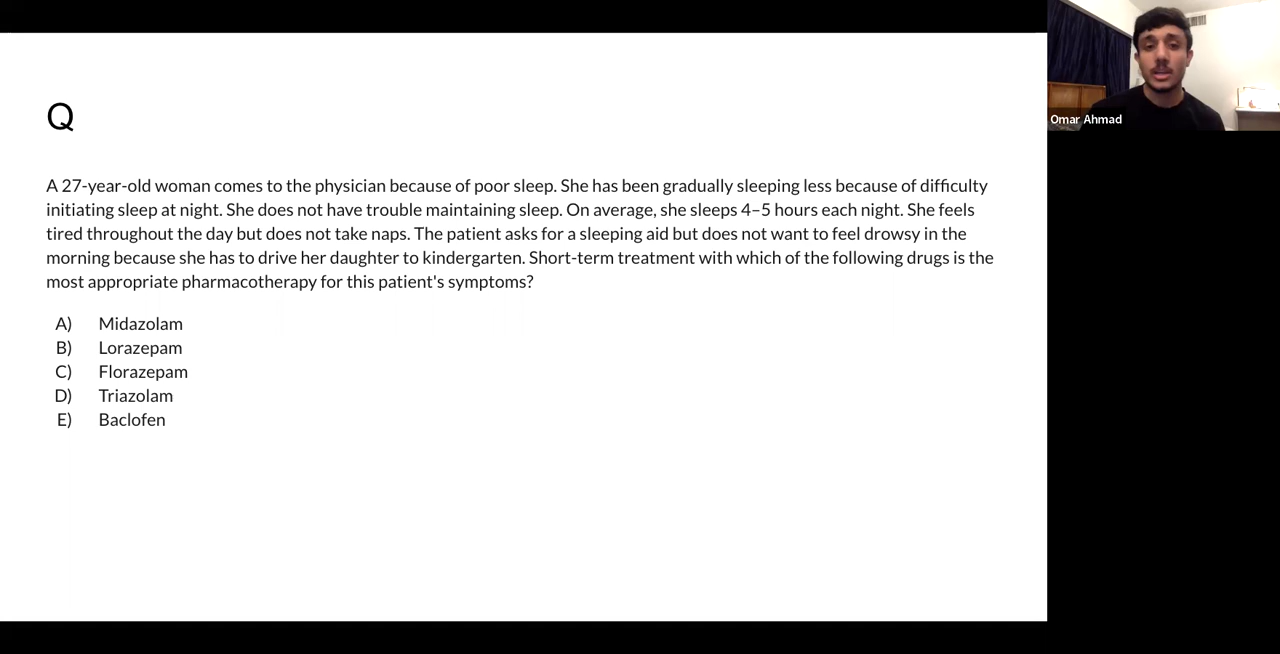 Q
A 27-year-old woman comes to the physician because of poor sleep. She has been gradually sleeping less because of difficulty
initiating sleep at night. She does not have trouble maintaining sleep. On average, she sleeps 4–5 hours each night. She feels
tired throughout the day but does not take naps. The patient asks for a sleeping aid but does not want to feel drowsy in the
morning because she has to drive her daughter to kindergarten. Short-term treatment with which of the following drugs is the
most appropriate pharmacotherapy for this patient's symptoms?
A) Midazolam
B) Lorazepam
C) Florazepam
D) Triazolam
E) Baclofen
Omar Ahmad